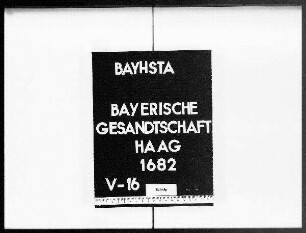 BAYHSTA
BAYERISCHE
GESANDTSCHAFT
HAAG
1682
V-16